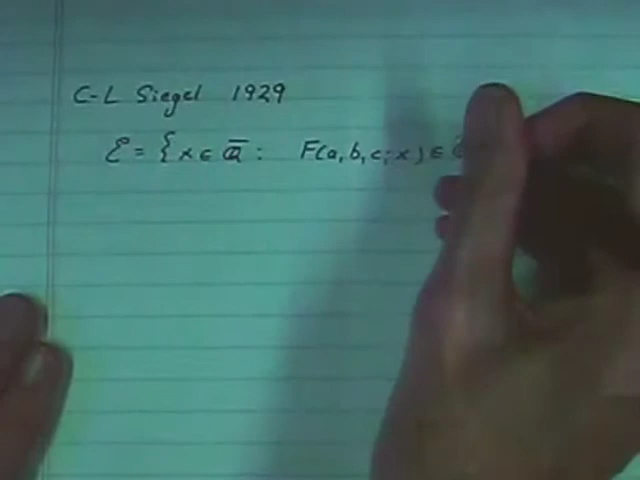 C-L Siegel 1929
ℰ = { x ∈ ℚ̅ : F(a, b, c; x) ∈